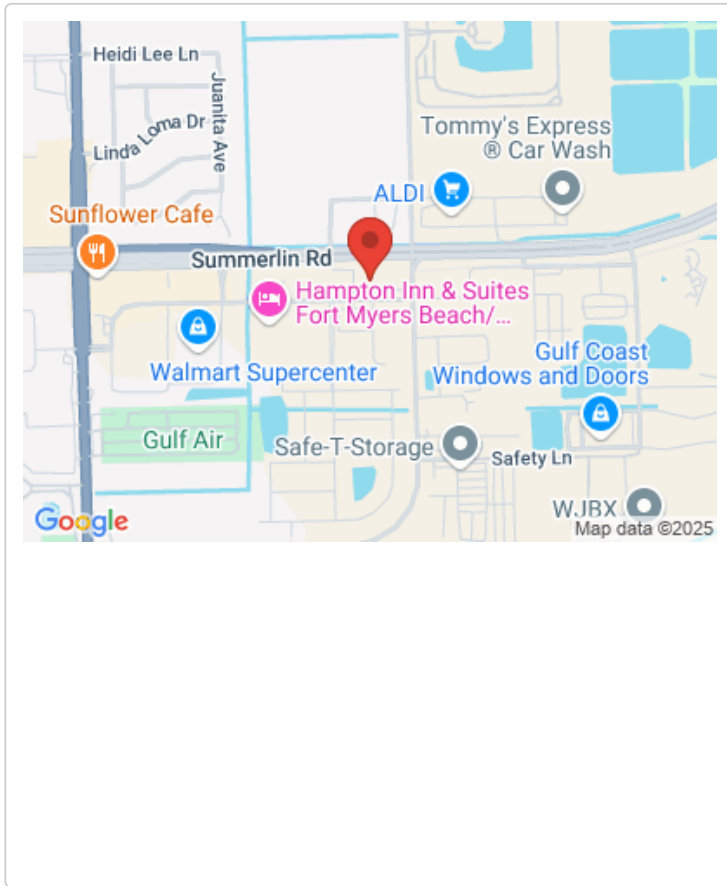 Heidi Lee Ln
Juanita Ave
Linda Loma Dr
Tommy's Express
® Car Wash
ALDI
Sunflower Cafe
Summerlin Rd
Hampton Inn & Suites
Fort Myers Beach/...
Walmart Supercenter
Gulf Coast
Windows and Doors
Gulf Air
Safe-T-Storage
Safety Ln
WJBX
Google
Map data ©2025